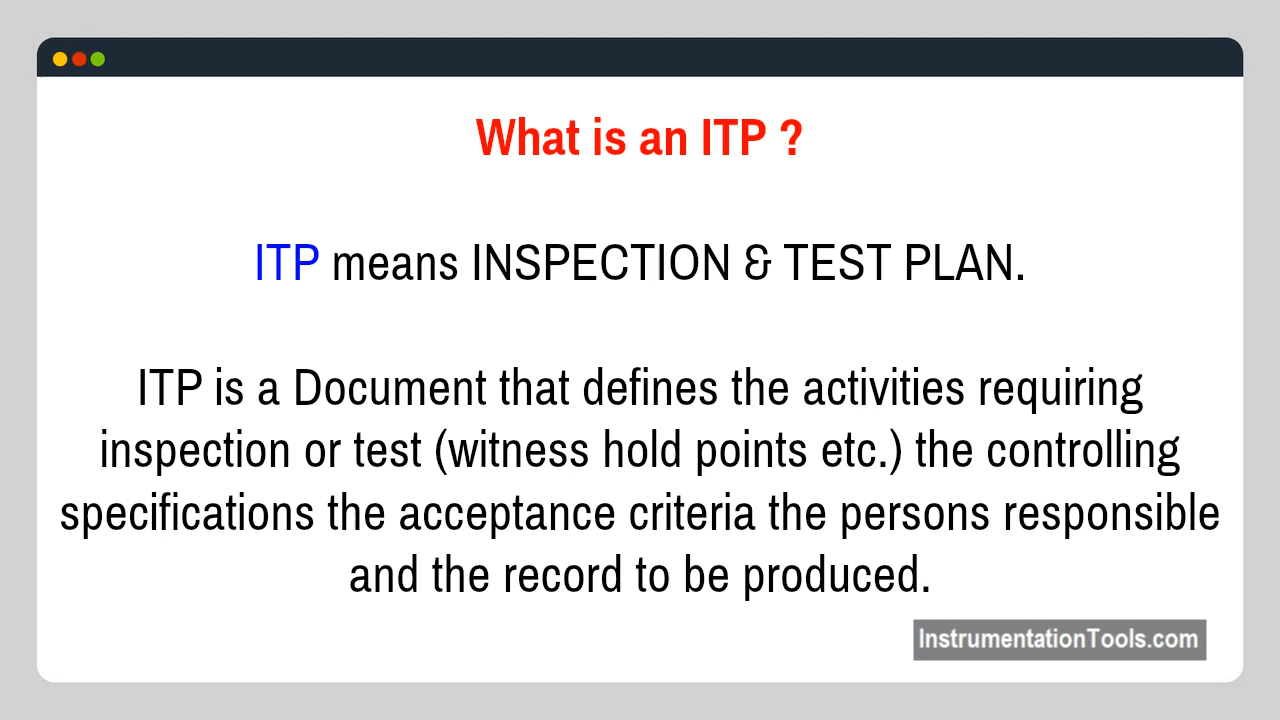 What is an ITP ?
ITP means INSPECTION & TEST PLAN.
ITP is a Document that defines the activities requiring
inspection or test (witness hold points etc.) the controlling
specifications the acceptance criteria the persons responsible
and the record to be produced.
InstrumentationTools.com